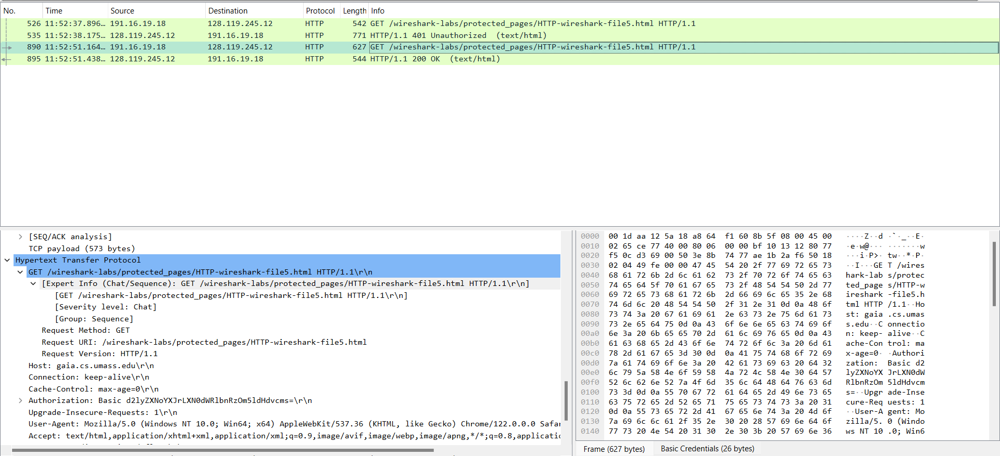 No. Time Source Destination Protocol Length Info
526 11:52:37.896… 191.16.19.18 128.119.245.12 HTTP 542 GET /wireshark-labs/protected_pages/HTTP-wireshark-file5.html HTTP/1.1
535 11:52:38.175… 128.119.245.12 191.16.19.18 HTTP 771 HTTP/1.1 401 Unauthorized (text/html)
890 11:52:51.164… 191.16.19.18 128.119.245.12 HTTP 627 GET /wireshark-labs/protected_pages/HTTP-wireshark-file5.html HTTP/1.1
895 11:52:51.438… 128.119.245.12 191.16.19.18 HTTP 544 HTTP/1.1 200 OK (text/html)
[SEQ/ACK analysis]
TCP payload (573 bytes)
Hypertext Transfer Protocol
GET /wireshark-labs/protected_pages/HTTP-wireshark-file5.html HTTP/1.1\r\n
[Expert Info (Chat/Sequence): GET /wireshark-labs/protected_pages/HTTP-wireshark-file5.html HTTP/1.1\r\n]
[GET /wireshark-labs/protected_pages/HTTP-wireshark-file5.html HTTP/1.1\r\n]
[Severity level: Chat]
[Group: Sequence]
Request Method: GET
Request URI: /wireshark-labs/protected_pages/HTTP-wireshark-file5.html
Request Version: HTTP/1.1
Host: gaia.cs.umass.edu\r\n
Connection: keep-alive\r\n
Cache-Control: max-age=0\r\n
Authorization: Basic d2lyZXNoYXJrLXN0dWRlbnRzOm5ldHdvcms=\r\n
Upgrade-Insecure-Requests: 1\r\n
User-Agent: Mozilla/5.0 (Windows NT 10.0; Win64; x64) AppleWebKit/537.36 (KHTML, like Gecko) Chrome/122.0.0.0 Safar
Accept: text/html,application/xhtml+xml,application/xml;q=0.9,image/avif,image/webp,image/apng,*/*;q=0.8,applicatio
0000 00 1d aa 12 5a 18 a8 64 f1 60 8b 5f 08 00 45 00 ····Z··d ·`·_··E·
0010 02 65 ce 77 40 00 80 06 00 00 bf 10 13 12 80 77 ·e·w@··· ·······w
0020 f5 0c d3 69 00 50 3e 8b 74 77 ae 1b 2a f6 50 18 ···i·P>· tw··*·P·
0030 02 04 49 fe 00 00 47 45 54 20 2f 77 69 72 65 73 ··I···GE T /wires
0040 68 61 72 6b 2d 6c 61 62 73 2f 70 72 6f 74 65 63 hark-lab s/protec
0050 74 65 64 5f 70 61 67 65 73 2f 48 54 54 50 2d 77 ted_page s/HTTP-w
0060 69 72 65 73 68 61 72 6b 2d 66 69 6c 65 35 2e 68 ireshark -file5.h
0070 74 6d 6c 20 48 54 54 50 2f 31 2e 31 0d 0a 48 6f tml HTTP /1.1··Ho
0080 73 74 3a 20 67 61 69 61 2e 63 73 2e 75 6d 61 73 st: gaia .cs.umas
0090 73 2e 65 64 75 0d 0a 43 6f 6e 6e 65 63 74 69 6f s.edu··C onnectio
00a0 6e 3a 20 6b 65 65 70 2d 61 6c 69 76 65 0d 0a 43 n: keep- alive··C
00b0 61 63 68 65 2d 43 6f 6e 74 72 6f 6c 3a 20 6d 61 ache-Con trol: ma
00c0 78 2d 61 67 65 3d 30 0d 0a 41 75 74 68 6f 72 69 x-age=0· ·Authori
00d0 7a 61 74 69 6f 6e 3a 20 42 61 73 69 63 20 64 32 zation: Basic d2
00e0 6c 79 5a 58 4e 6f 59 58 4a 72 4c 58 4e 30 64 57 lyZXNoYX JrLXN0dW
00f0 52 6c 62 6e 52 7a 4f 6d 35 6c 64 48 64 76 63 6d RlbnRzOm 5ldHdvcm
0100 73 3d 0d 0a 55 70 67 72 61 64 65 2d 49 6e 73 65 s=··Upgr ade-Inse
0110 63 75 72 65 2d 52 65 71 75 65 73 74 73 3a 20 31 cure-Req uests: 1
0120 0d 0a 55 73 65 72 2d 41 67 65 6e 74 3a 20 4d 6f ··User-A gent: Mo
0130 7a 69 6c 6c 61 2f 35 2e 30 20 28 57 69 6e 64 6f zilla/5. 0 (Windo
0140 77 73 20 4e 54 20 31 30 2e 30 3b 20 57 69 6e 36 ws NT 10 .0; Win6
Frame (627 bytes) Basic Credentials (26 bytes)